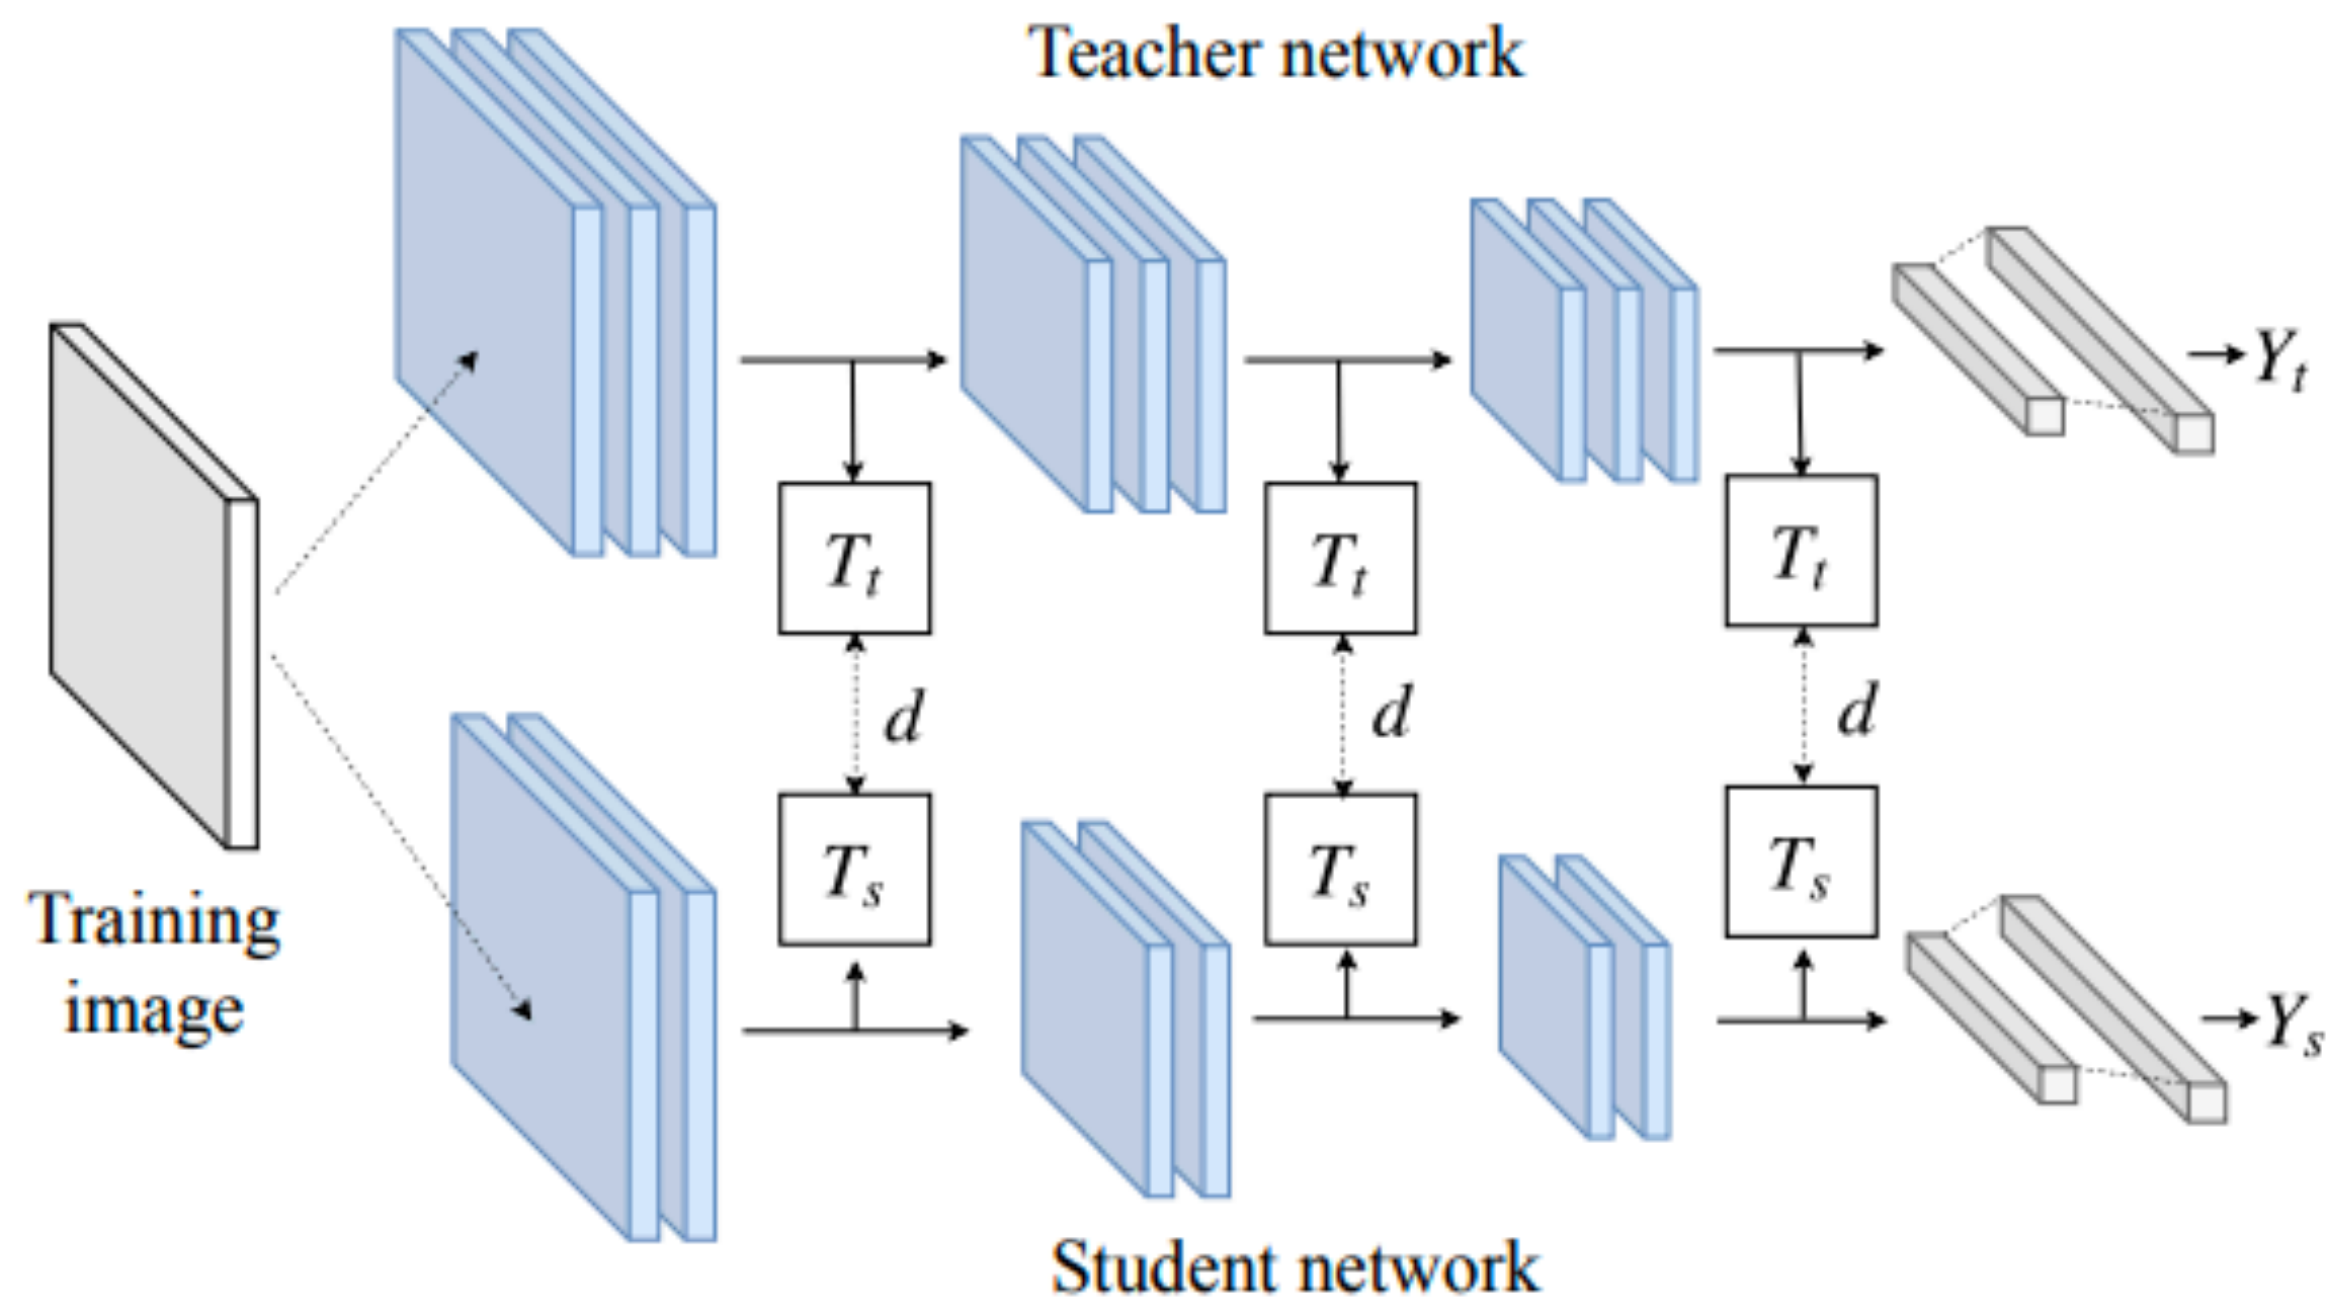 Teacher network
Y_t
T_t T_t T_t
d d d
T_s T_s T_s
Training
image
Y_s
Student network